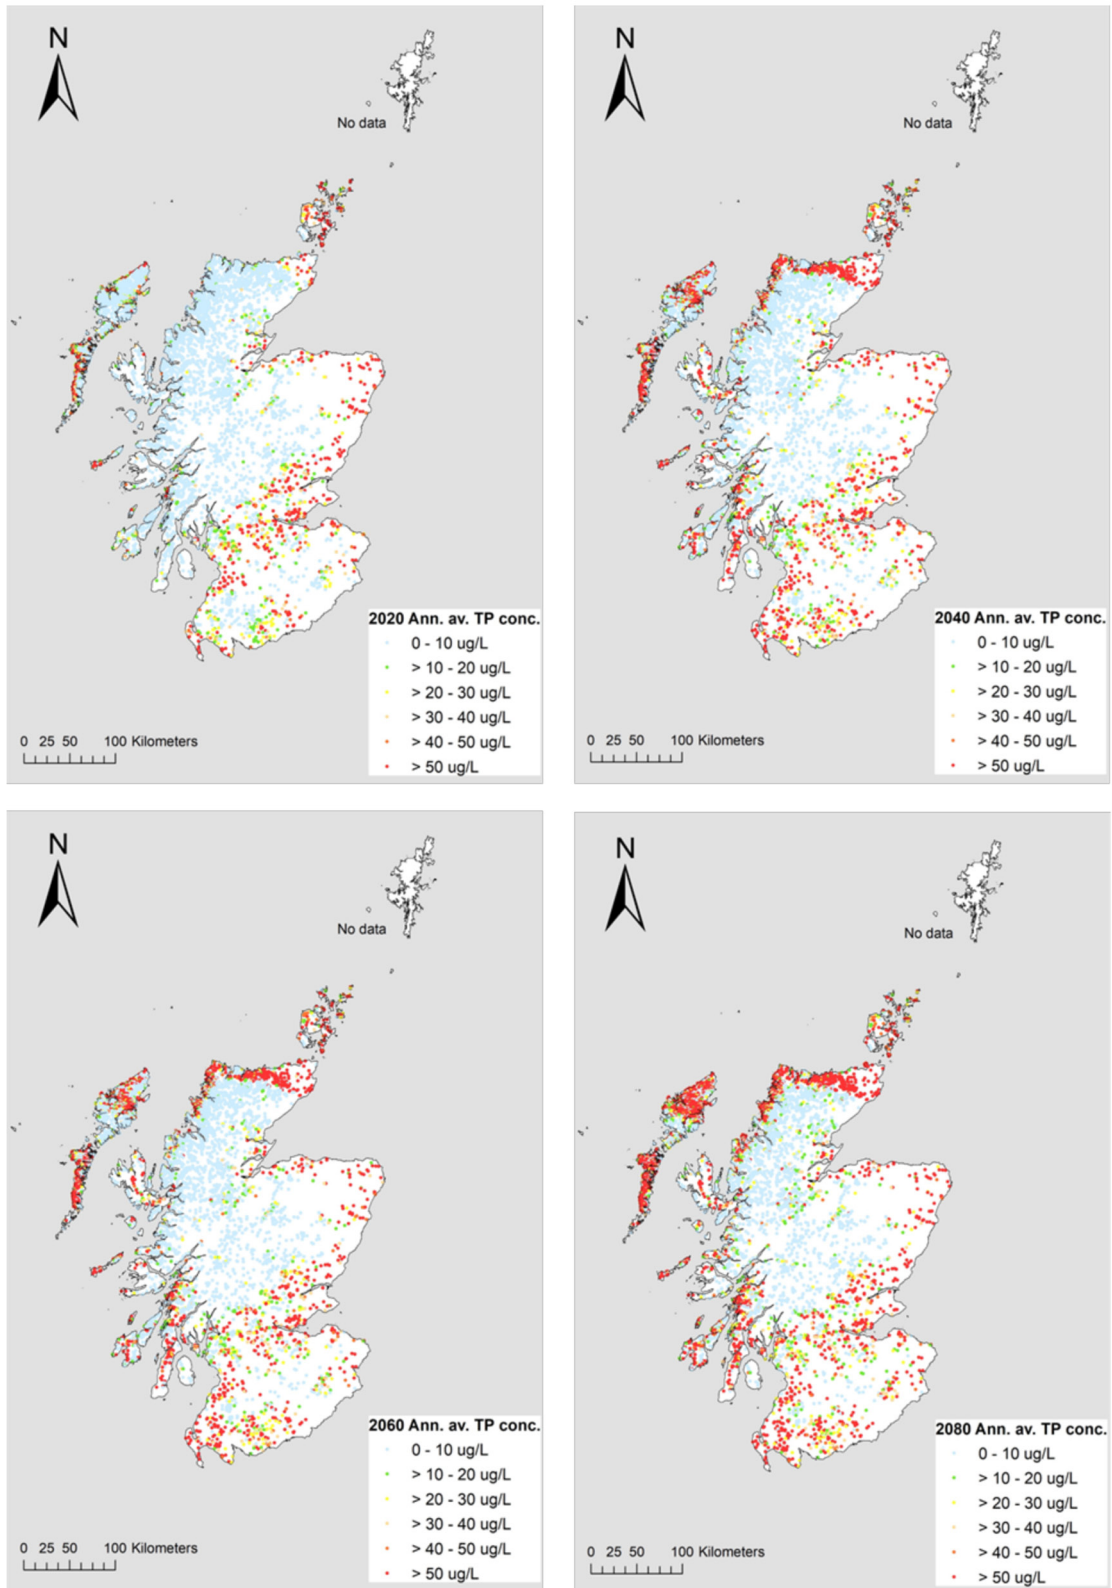 N
No data
2020 Ann. av. TP conc.
0 - 10 ug/L
> 10 - 20 ug/L
> 20 - 30 ug/L
> 30 - 40 ug/L
> 40 - 50 ug/L
> 50 ug/L
0 25 50 100 Kilometers
N
No data
2040 Ann. av. TP conc.
0 - 10 ug/L
> 10 - 20 ug/L
> 20 - 30 ug/L
> 30 - 40 ug/L
> 40 - 50 ug/L
> 50 ug/L
0 25 50 100 Kilometers
N
No data
2060 Ann. av. TP conc.
0 - 10 ug/L
> 10 - 20 ug/L
> 20 - 30 ug/L
> 30 - 40 ug/L
> 40 - 50 ug/L
> 50 ug/L
0 25 50 100 Kilometers
N
No data
2080 Ann. av. TP conc.
0 - 10 ug/L
> 10 - 20 ug/L
> 20 - 30 ug/L
> 30 - 40 ug/L
> 40 - 50 ug/L
> 50 ug/L
0 25 50 100 Kilometers